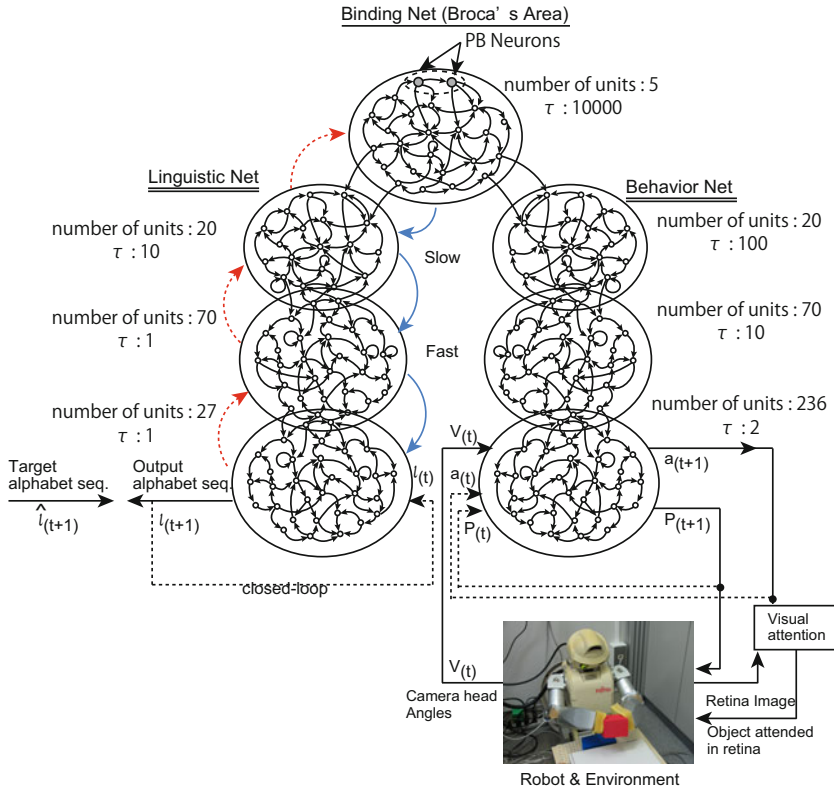 Binding Net (Broca’s Area)
PB Neurons
number of units : 5
τ : 10000
Linguistic Net
Behavior Net
number of units : 20
τ : 10
number of units : 20
τ : 100
Slow
number of units : 70
τ : 1
number of units : 70
τ : 10
Fast
number of units : 27
τ : 1
number of units : 236
τ : 2
Target
alphabet seq.
Output
alphabet seq.
l(t)
V(t)
a(t)
P(t)
a(t+1)
P(t+1)
l̂(t+1)
l(t+1)
closed-loop
Visual
attention
V(t)
Camera head
Angles
Retina Image
Object attended
in retina
Robot & Environment